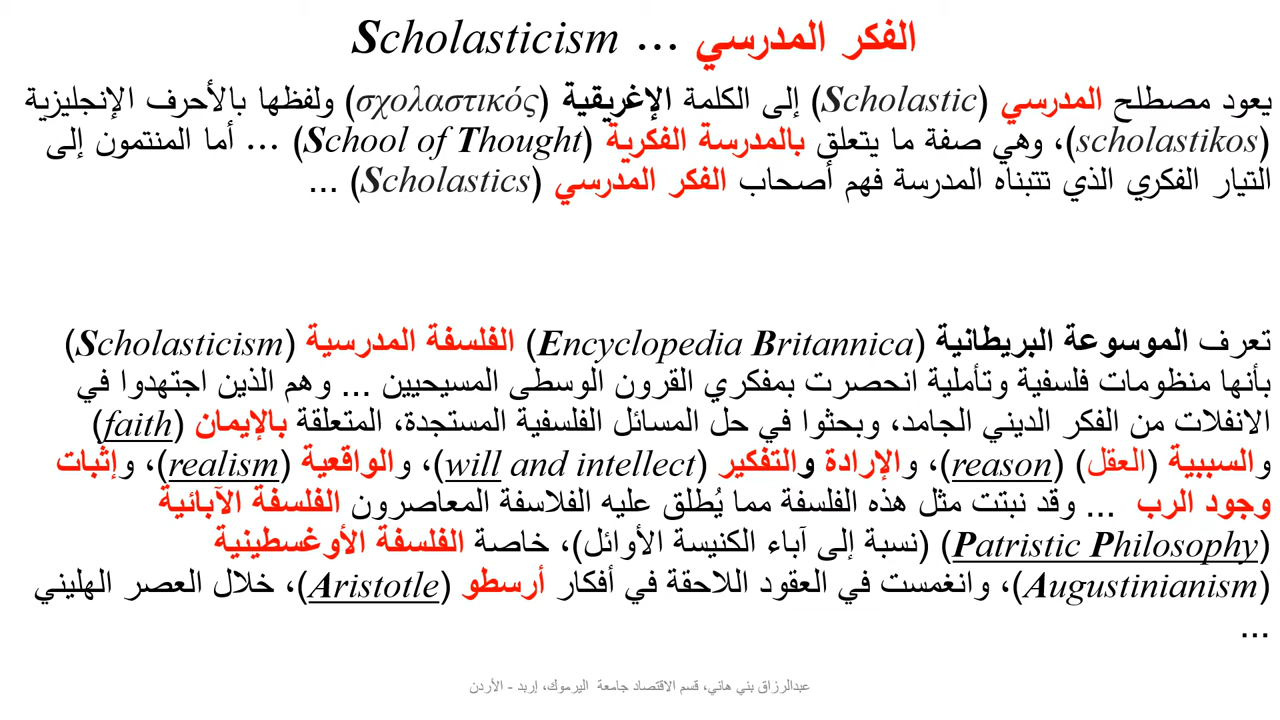 الفكر المدرسي ... Scholasticism
يعود مصطلح المدرسي (Scholastic) إلى الكلمة الإغريقية (σχολαστικός) ولفظها بالأحرف الإنجليزية
(scholastikos)، وهي صفة ما يتعلق بالمدرسة الفكرية (School of Thought) ... أما المنتمون إلى
التيار الفكري الذي تتبناه المدرسة فهم أصحاب الفكر المدرسي (Scholastics) ...
تعرف الموسوعة البريطانية (Encyclopedia Britannica) الفلسفة المدرسية (Scholasticism)
بأنها منظومات فلسفية وتأملية انحصرت بمفكري القرون الوسطى المسيحيين ... وهم الذين اجتهدوا في
الانفلات من الفكر الديني الجامد، وبحثوا في حل المسائل الفلسفية المستجدة، المتعلقة بالإيمان (faith)
والسببية (العقل) (reason)، والإرادة والتفكير (will and intellect)، والواقعية (realism)، وإثبات
وجود الرب ... وقد نبتت مثل هذه الفلسفة مما يُطلق عليه الفلاسفة المعاصرون الفلسفة الآبائية
(Patristic Philosophy) (نسبة إلى آباء الكنيسة الأوائل)، خاصة الفلسفة الأوغسطينية
(Augustinianism)، وانغمست في العقود اللاحقة في أفكار أرسطو (Aristotle)، خلال العصر الهليني
...
عبدالرزاق بني هاني، قسم الاقتصاد جامعة اليرموك، إربد - الأردن